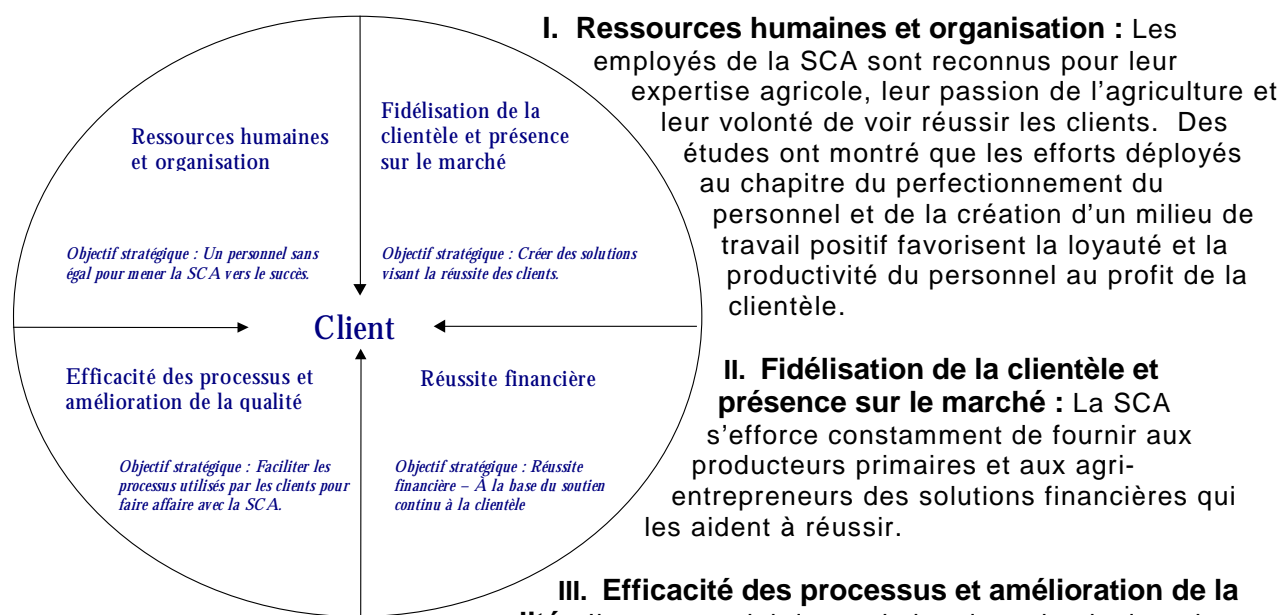 Ressources humaines
et organisation
Objectif stratégique : Un personnel sans
égal pour mener la SCA vers le succès.
Fidélisation de la
clientèle et présence
sur le marché
Objectif stratégique : Créer des solutions
visant la réussite des clients.
Client
Efficacité des processus et
amélioration de la qualité
Objectif stratégique : Faciliter les
processus utilisés par les clients pour
faire affaire avec la SCA.
Réussite financière
Objectif stratégique : Réussite
financière – À la base du soutien
continu à la clientèle
I. Ressources humaines et organisation : Les
employés de la SCA sont reconnus pour leur
expertise agricole, leur passion de l'agriculture et
leur volonté de voir réussir les clients. Des
études ont montré que les efforts déployés
au chapitre du perfectionnement du
personnel et de la création d'un milieu de
travail positif favorisent la loyauté et la
productivité du personnel au profit de la
clientèle.
II. Fidélisation de la clientèle et
présence sur le marché : La SCA
s'efforce constamment de fournir aux
producteurs primaires et aux agri-
entrepreneurs des solutions financières qui
les aident à réussir.
III. Efficacité des processus et amélioration de la